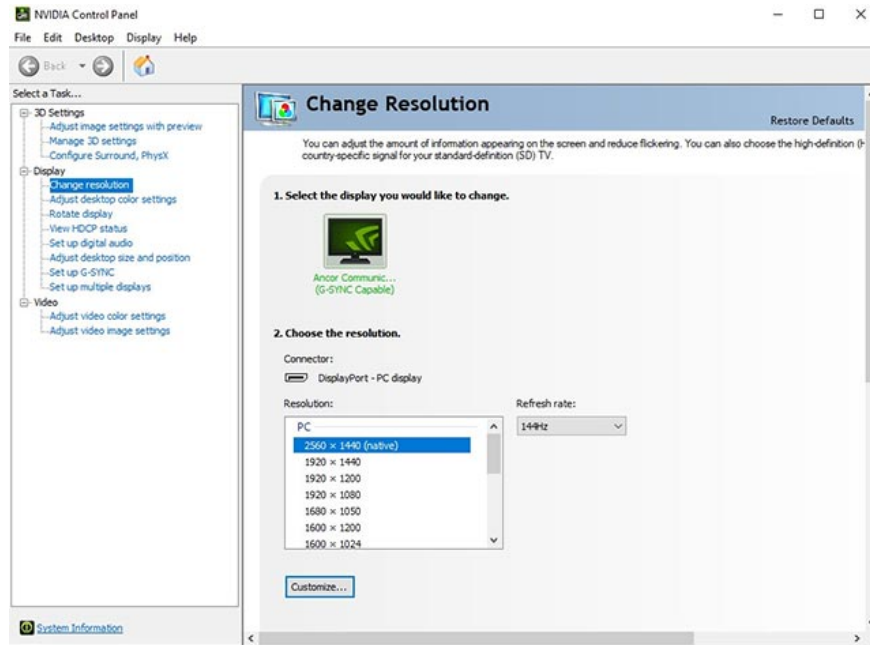 NVIDIA Control Panel
File Edit Desktop Display Help
Back
Select a Task...
3D Settings
Adjust image settings with preview
Manage 3D settings
Configure Surround, PhysX
Display
Change resolution
Adjust desktop color settings
Rotate display
View HDCP status
Set up digital audio
Adjust desktop size and position
Set up G-SYNC
Set up multiple displays
Video
Adjust video color settings
Adjust video image settings
System Information
Change Resolution
Restore Defaults
You can adjust the amount of information appearing on the screen and reduce flickering. You can also choose the high-definition (H
country-specific signal for your standard-definition (SD) TV.
1. Select the display you would like to change.
Ancor Communic...
(G-SYNC Capable)
2. Choose the resolution.
Connector:
DisplayPort - PC display
Resolution:
Refresh rate:
PC
144Hz
2560 × 1440 (native)
1920 × 1440
1920 × 1200
1920 × 1080
1680 × 1050
1600 × 1200
1600 × 1024
Customize...